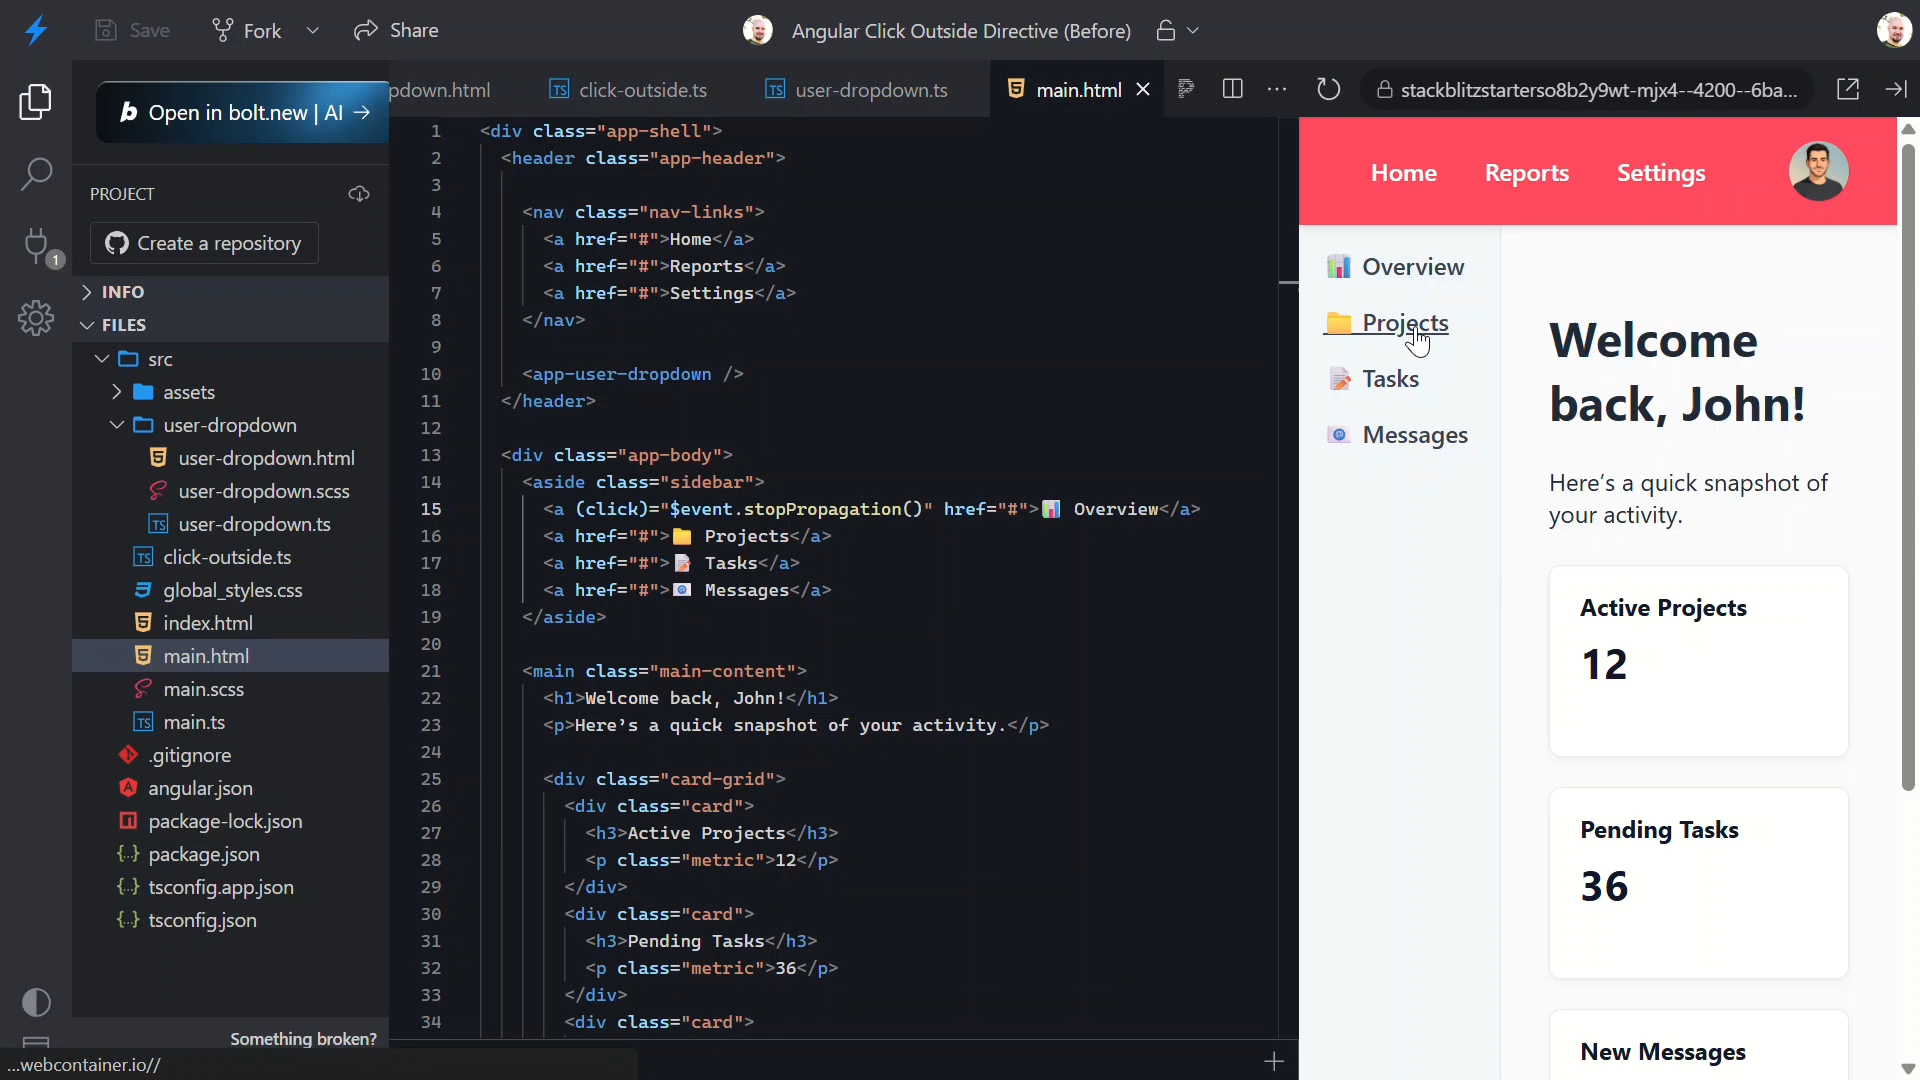 Save
Fork
Share
Angular Click Outside Directive (Before)
Open in bolt.new | AI →
pdown.html
click-outside.ts
user-dropdown.ts
main.html
stackblitzstarterso8b2y9wt-mjx4--4200--6ba...
PROJECT
Create a repository
1
INFO
FILES
src
assets
user-dropdown
user-dropdown.html
user-dropdown.scss
user-dropdown.ts
click-outside.ts
global_styles.css
index.html
main.html
main.scss
main.ts
.gitignore
angular.json
package-lock.json
package.json
tsconfig.app.json
tsconfig.json
Something broken?
...webcontainer.io//
1 <div class="app-shell">
2 <header class="app-header">
3
4 <nav class="nav-links">
5 <a href="#">Home</a>
6 <a href="#">Reports</a>
7 <a href="#">Settings</a>
8 </nav>
9
10 <app-user-dropdown />
11 </header>
12
13 <div class="app-body">
14 <aside class="sidebar">
15 <a (click)="$event.stopPropagation()" href="#">📊 Overview</a>
16 <a href="#">📁 Projects</a>
17 <a href="#">📝 Tasks</a>
18 <a href="#">📧 Messages</a>
19 </aside>
20
21 <main class="main-content">
22 <h1>Welcome back, John!</h1>
23 <p>Here’s a quick snapshot of your activity.</p>
24
25 <div class="card-grid">
26 <div class="card">
27 <h3>Active Projects</h3>
28 <p class="metric">12</p>
29 </div>
30 <div class="card">
31 <h3>Pending Tasks</h3>
32 <p class="metric">36</p>
33 </div>
34 <div class="card">
Home Reports Settings
📊 Overview
📁 Projects
📝 Tasks
📧 Messages
Welcome
back, John!
Here’s a quick snapshot of
your activity.
Active Projects
12
Pending Tasks
36
New Messages